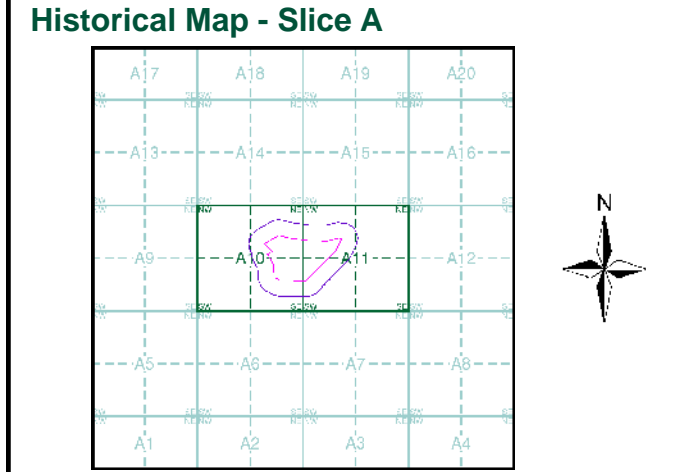 Historical Map - Slice A
A17 A18 A19 A20
A13 A14 A15 A16
N
A9 A10 A11 A12
A5 A6 A7 A8
A1 A2 A3 A4